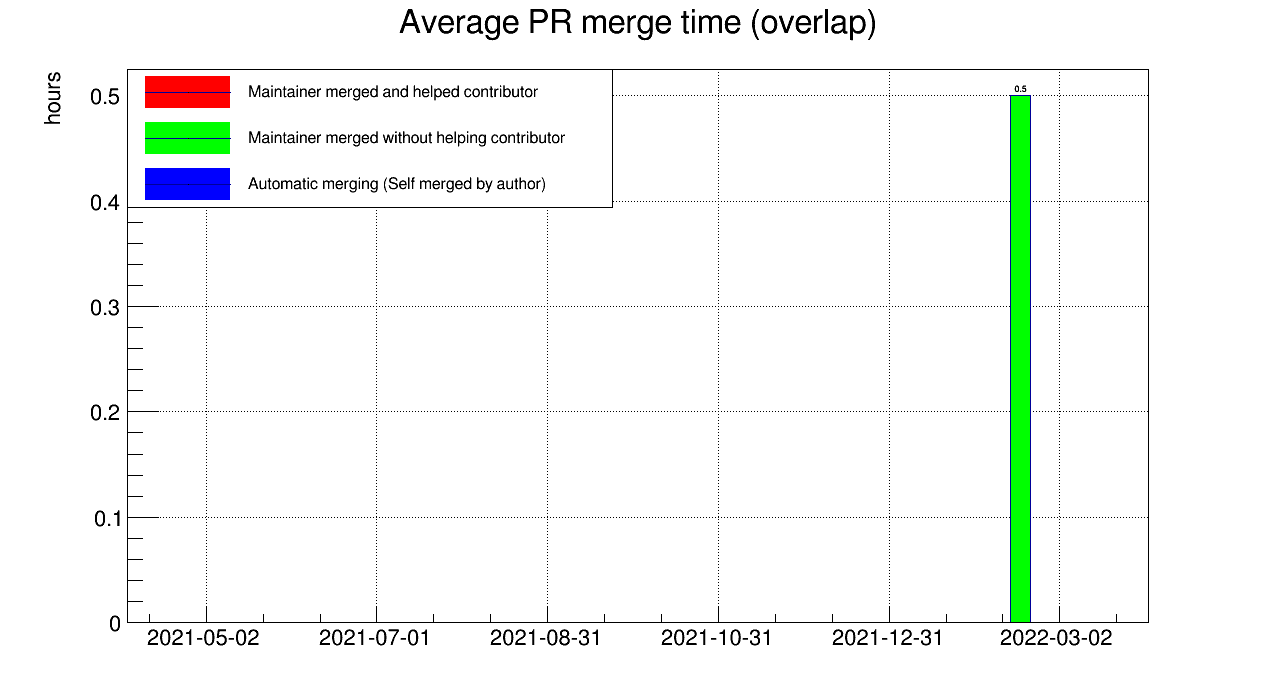 Average PR merge time (overlap)
hours
Maintainer merged and helped contributor
Maintainer merged without helping contributor
Automatic merging (Self merged by author)
0.5
0.5
0.4
0.3
0.2
0.1
0
2021-05-02 2021-07-01 2021-08-31 2021-10-31 2021-12-31 2022-03-02